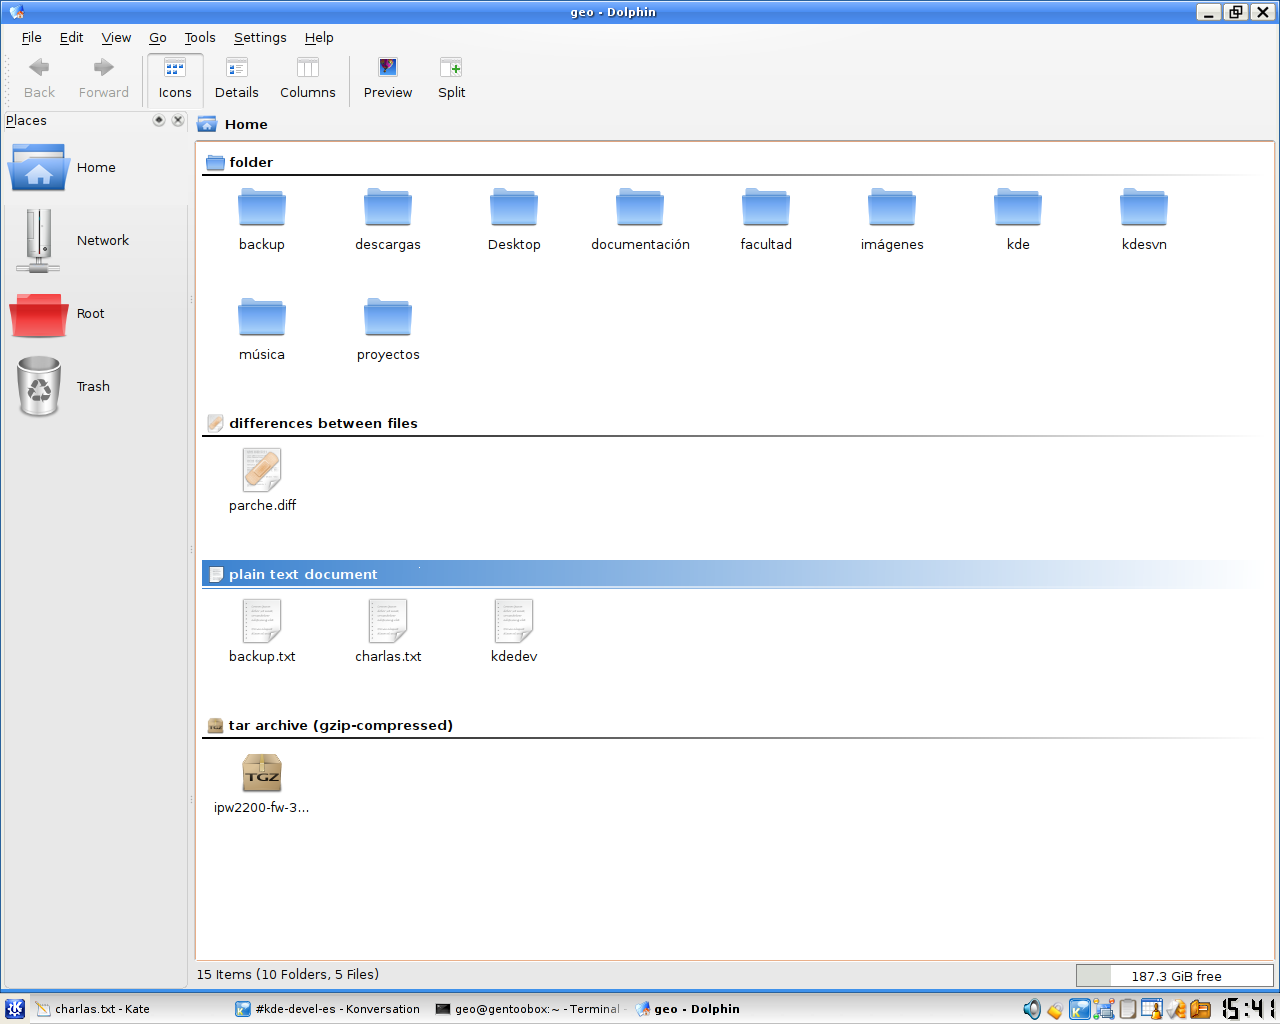 geo - Dolphin
File Edit View Go Tools Settings Help
Back Forward Icons Details Columns Preview Split
Places
Home
Home
Network
Root
Trash
folder
backup descargas Desktop documentación facultad imágenes kde kdesvn
música proyectos
differences between files
parche.diff
plain text document
backup.txt charlas.txt kdedev
tar archive (gzip-compressed)
TGZ
ipw2200-fw-3...
15 Items (10 Folders, 5 Files)
187.3 GiB free
charlas.txt - Kate #kde-devel-es - Konversation geo@gentoobox:~ - Terminal - geo - Dolphin 15:41